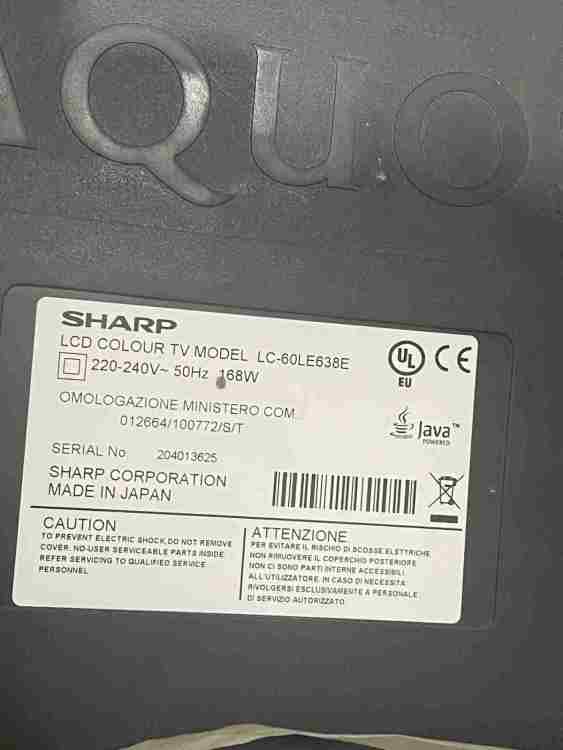 AQUO
SHARP
LCD COLOUR TV MODEL LC-60LE638E
220-240V~ 50Hz 168W
UL
EU
CE
OMOLOGAZIONE MINISTERO COM.
012664/100772/S/T
Java™
POWERED
SERIAL No. 204013625
SHARP CORPORATION
MADE IN JAPAN
CAUTION
TO PREVENT ELECTRIC SHOCK,DO NOT REMOVE
COVER. NO-USER SERVICEABLE PARTS INSIDE.
REFER SERVICING TO QUALIFIED SERVICE
PERSONNEL.
ATTENZIONE
PER EVITARE IL RISCHIO DI SCOSSE ELETTRICHE
NON RIMUOVERE IL COPERCHIO POSTERIORE.
NON CI SONO PARTI INTERNE ACCESSIBILI
ALL'UTILIZZATORE. IN CASO DI NECESSITA
RIVOLGERSI ESCLUSIVAMENTE A PERSONALE
DI SERVIZIO AUTORIZZATO.